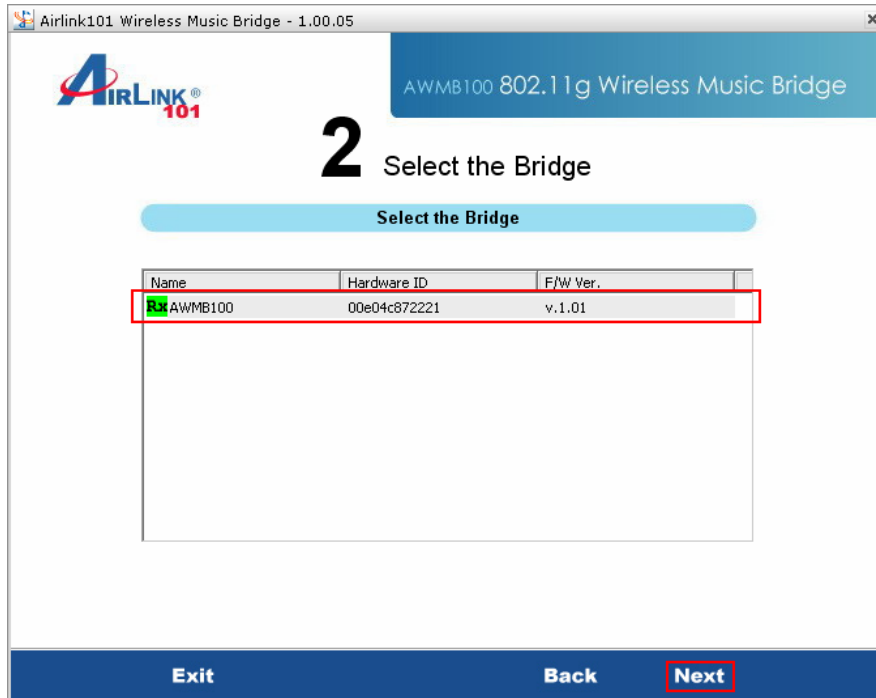 Airlink101 Wireless Music Bridge - 1.00.05
AIRLINK® 101
AWMB100 802.11g Wireless Music Bridge
2 Select the Bridge
Select the Bridge
Name Hardware ID F/W Ver.
Rx AWMB100 00e04c872221 v.1.01
Exit Back Next